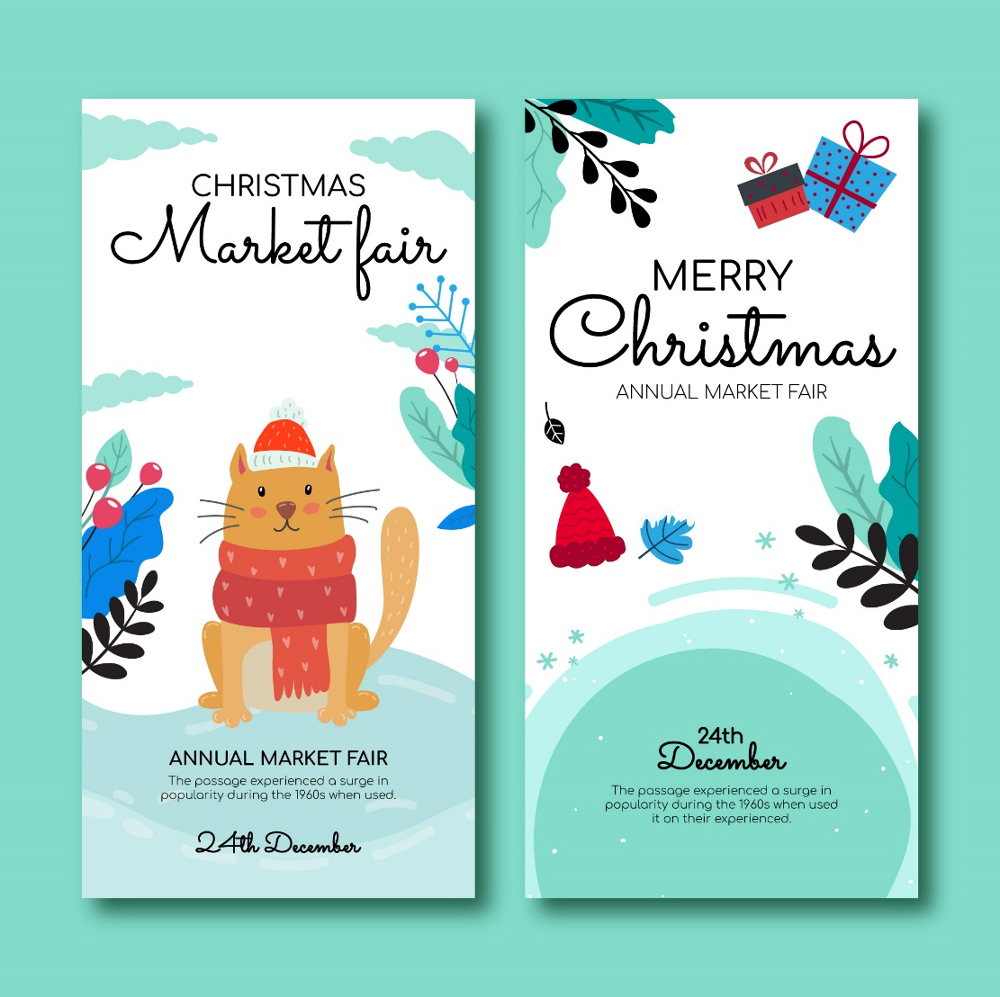 CHRISTMAS
Market fair
ANNUAL MARKET FAIR
The passage experienced a surge in
popularity during the 1960s when used.
24th December
MERRY
Christmas
ANNUAL MARKET FAIR
24th
December
The passage experienced a surge in
popularity during the 1960s when used
it on their experienced.